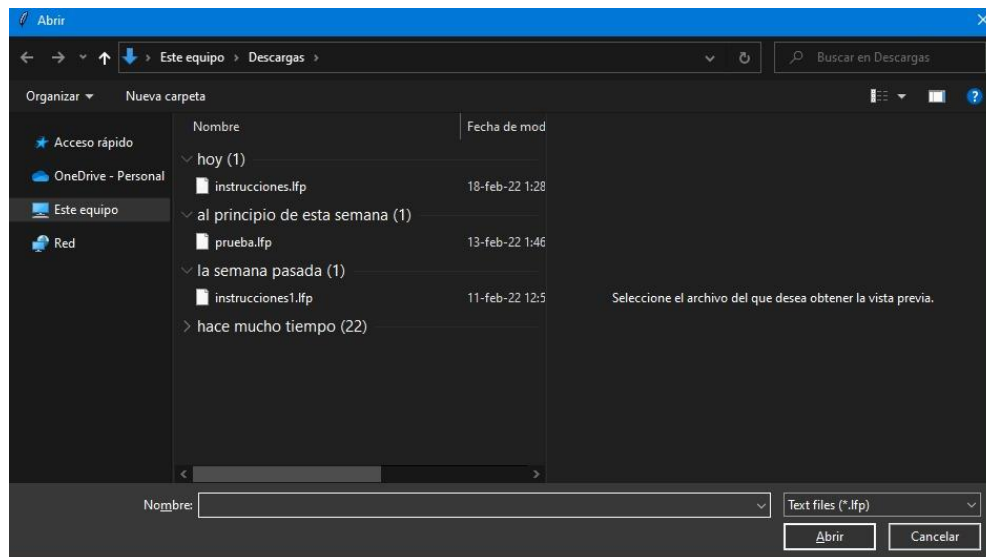 Abrir
Este equipo > Descargas >
Buscar en Descargas
Organizar
Nueva carpeta
Nombre
Fecha de mod
Acceso rápido
OneDrive - Personal
Este equipo
Red
hoy (1)
instrucciones.lfp
18-feb-22 1:28
al principio de esta semana (1)
prueba.lfp
13-feb-22 1:46
la semana pasada (1)
instrucciones1.lfp
11-feb-22 12:5
hace mucho tiempo (22)
Seleccione el archivo del que desea obtener la vista previa.
Nombre:
Text files (*.lfp)
Abrir
Cancelar